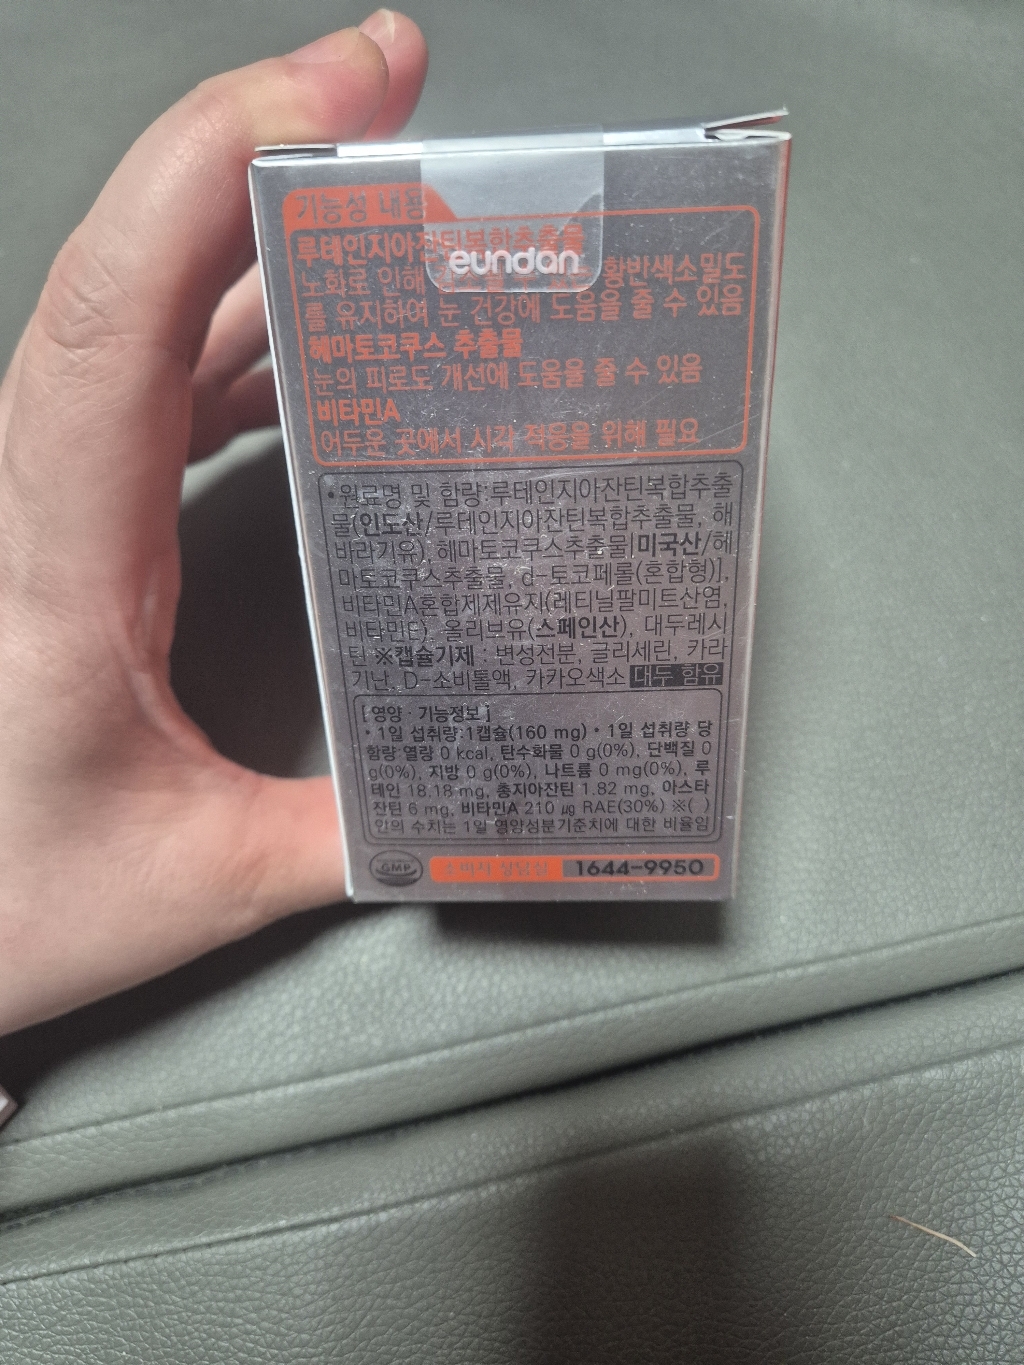 기능성 내용
루테인지아잔틴복합추출물
eundan
노화로 인해 감소될 수 있는 황반색소밀도
를 유지하여 눈 건강에 도움을 줄 수 있음
헤마토코쿠스 추출물
눈의 피로도 개선에 도움을 줄 수 있음
비타민A
어두운 곳에서 시각 적응을 위해 필요
•원료명 및 함량:루테인지아잔틴복합추출
물(인도산/루테인지아잔틴복합추출물, 해
바라기유), 헤마토코쿠스추출물[미국산/헤
마토코쿠스추출물, d-토코페롤(혼합형)],
비타민A혼합제제유지(레티닐팔미트산염,
비타민E), 올리브유(스페인산), 대두레시
틴 ※캡슐기제 : 변성전분, 글리세린, 카라
기난, D-소비톨액, 카카오색소 대두 함유
[영양·기능정보]
•1일 섭취량:1캡슐(160 mg) •1일 섭취량 당
함량:열량 0 kcal, 탄수화물 0 g(0%), 단백질 0
g(0%), 지방 0 g(0%), 나트륨 0 mg(0%), 루
테인 18.18 mg, 총지아잔틴 1.82 mg, 아스타
잔틴 6 mg, 비타민A 210 μg RAE(30%) ※( )
안의 수치는 1일 영양성분기준치에 대한 비율임
GMP 소비자 상담실 1644-9950